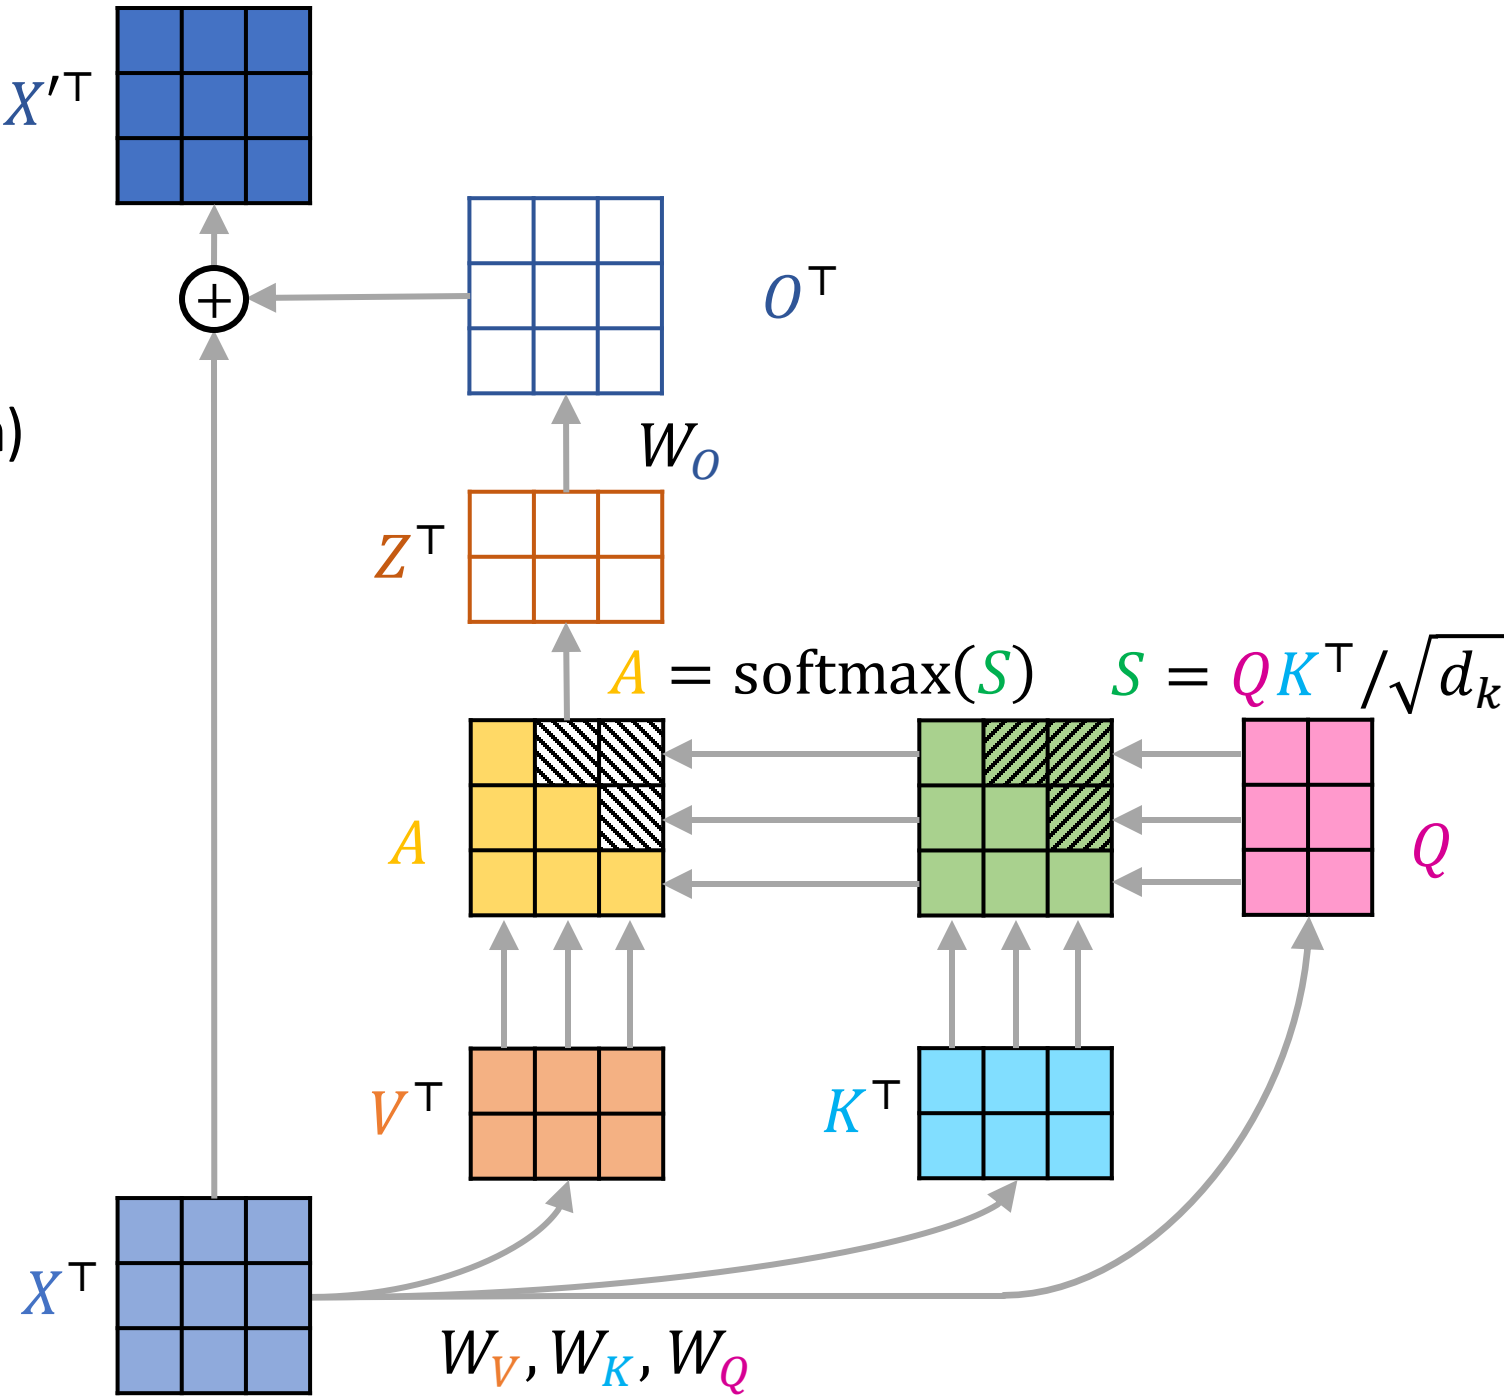 X′⊤
+
O⊤
)
W_O
Z⊤
A = softmax(S)
S = QK⊤/√d_k
A
Q
V⊤
K⊤
X⊤
W_V, W_K, W_Q